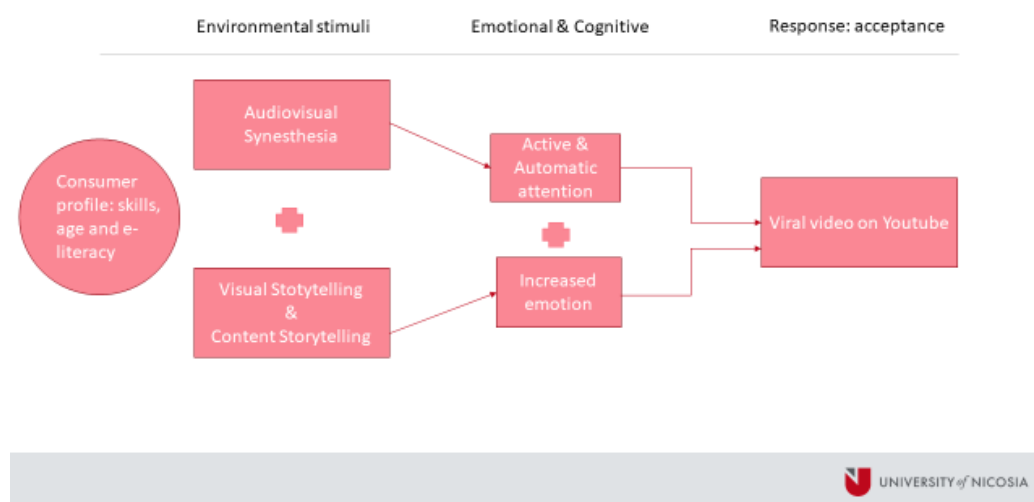 Environmental stimuli
Emotional & Cognitive
Response: acceptance
Consumer
profile: skills,
age and e-
literacy
Audiovisual
Synesthesia
Visual Stotytelling
&
Content Storytelling
Active &
Automatic
attention
Increased
emotion
Viral video on Youtube
UNIVERSITY of NICOSIA